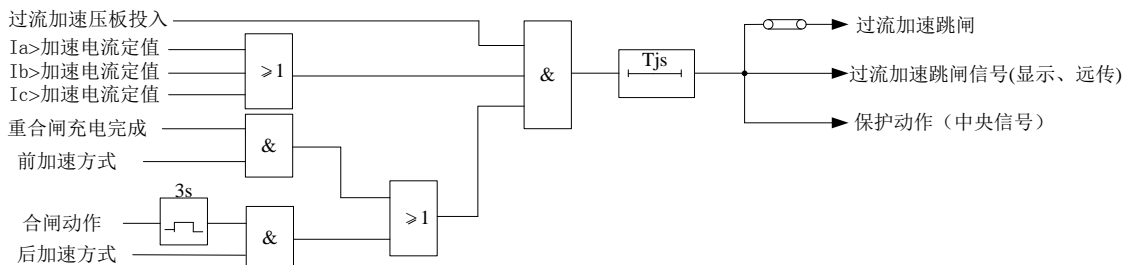 过流加速压板投入
Ia>加速电流定值
Ib>加速电流定值
Ic>加速电流定值
≥1
&
Tjs
过流加速跳闸
过流加速跳闸信号(显示、远传)
保护动作（中央信号）
重合闸充电完成
前加速方式
&
3s
合闸动作
后加速方式
&
≥1